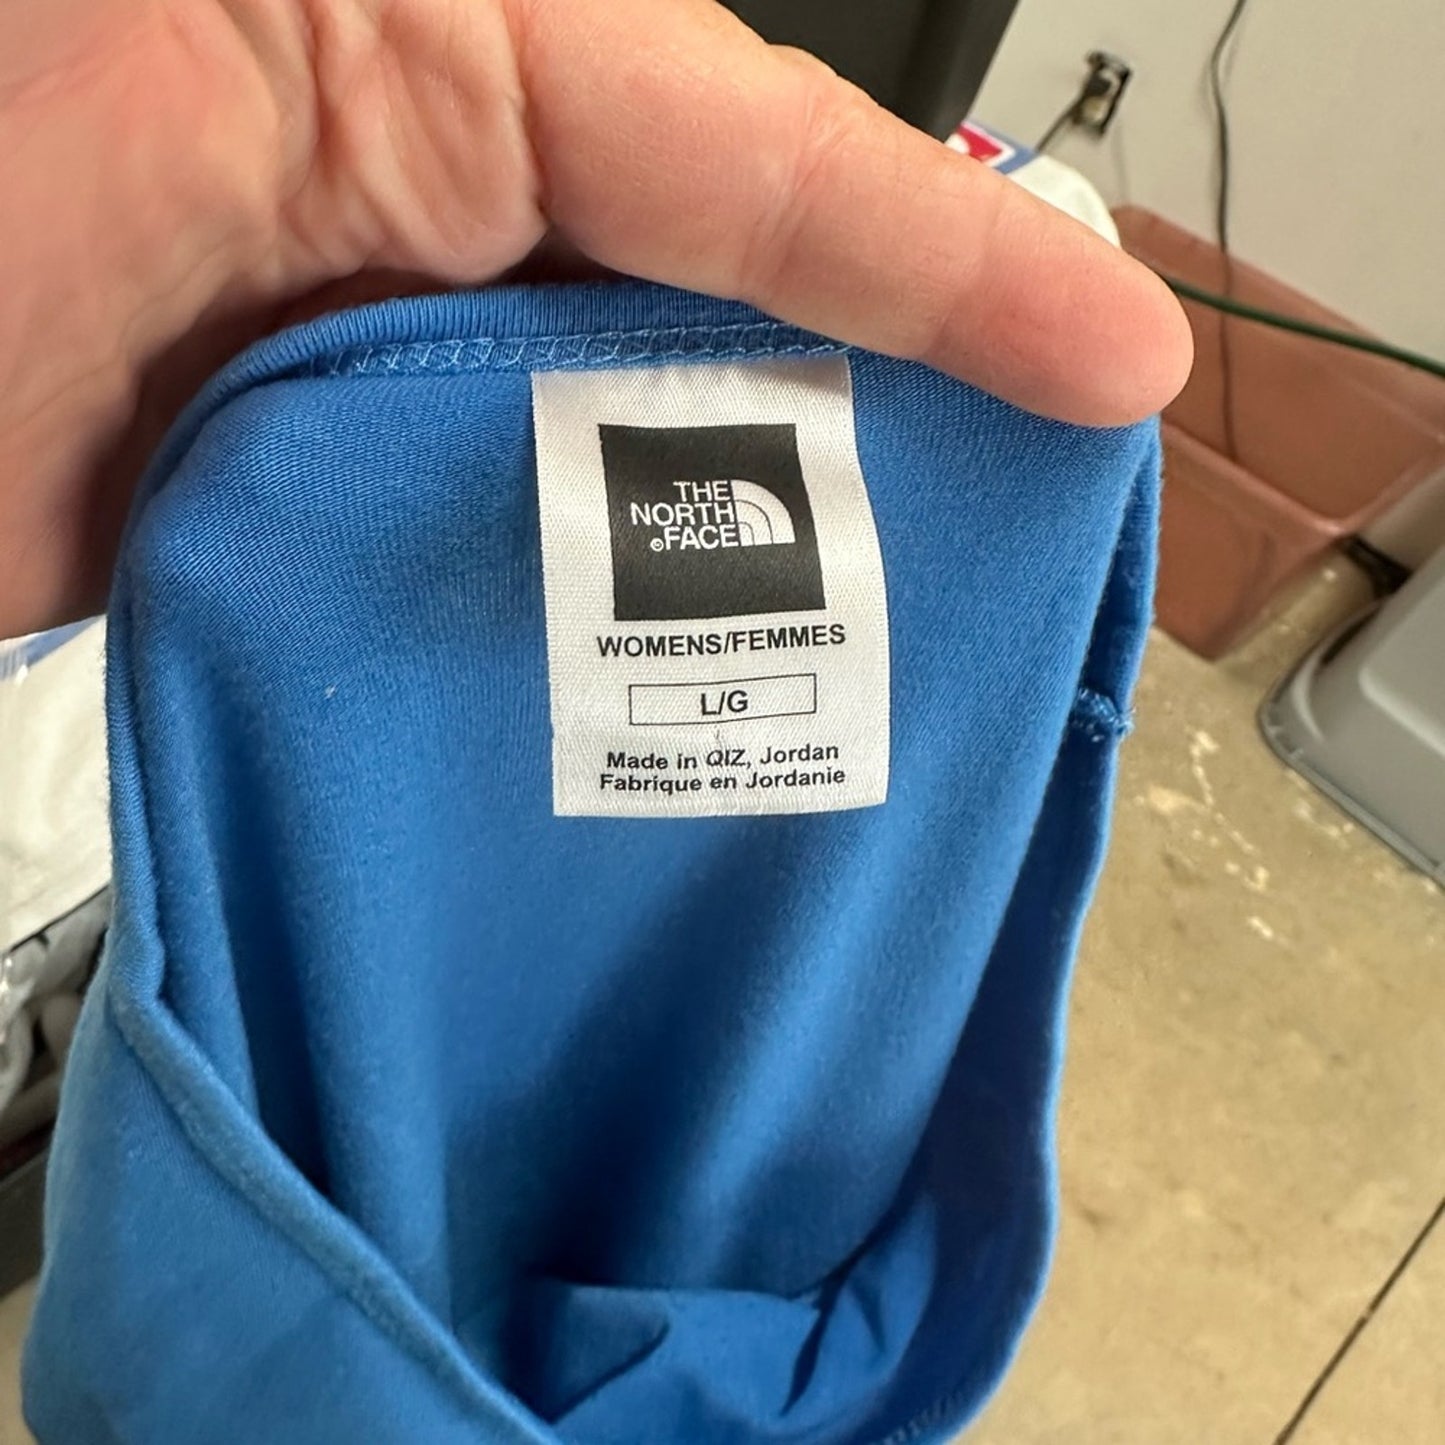 THE
NORTH
©FACE
WOMENS/FEMMES
L/G
Made in QIZ, Jordan
Fabrique en Jordanie